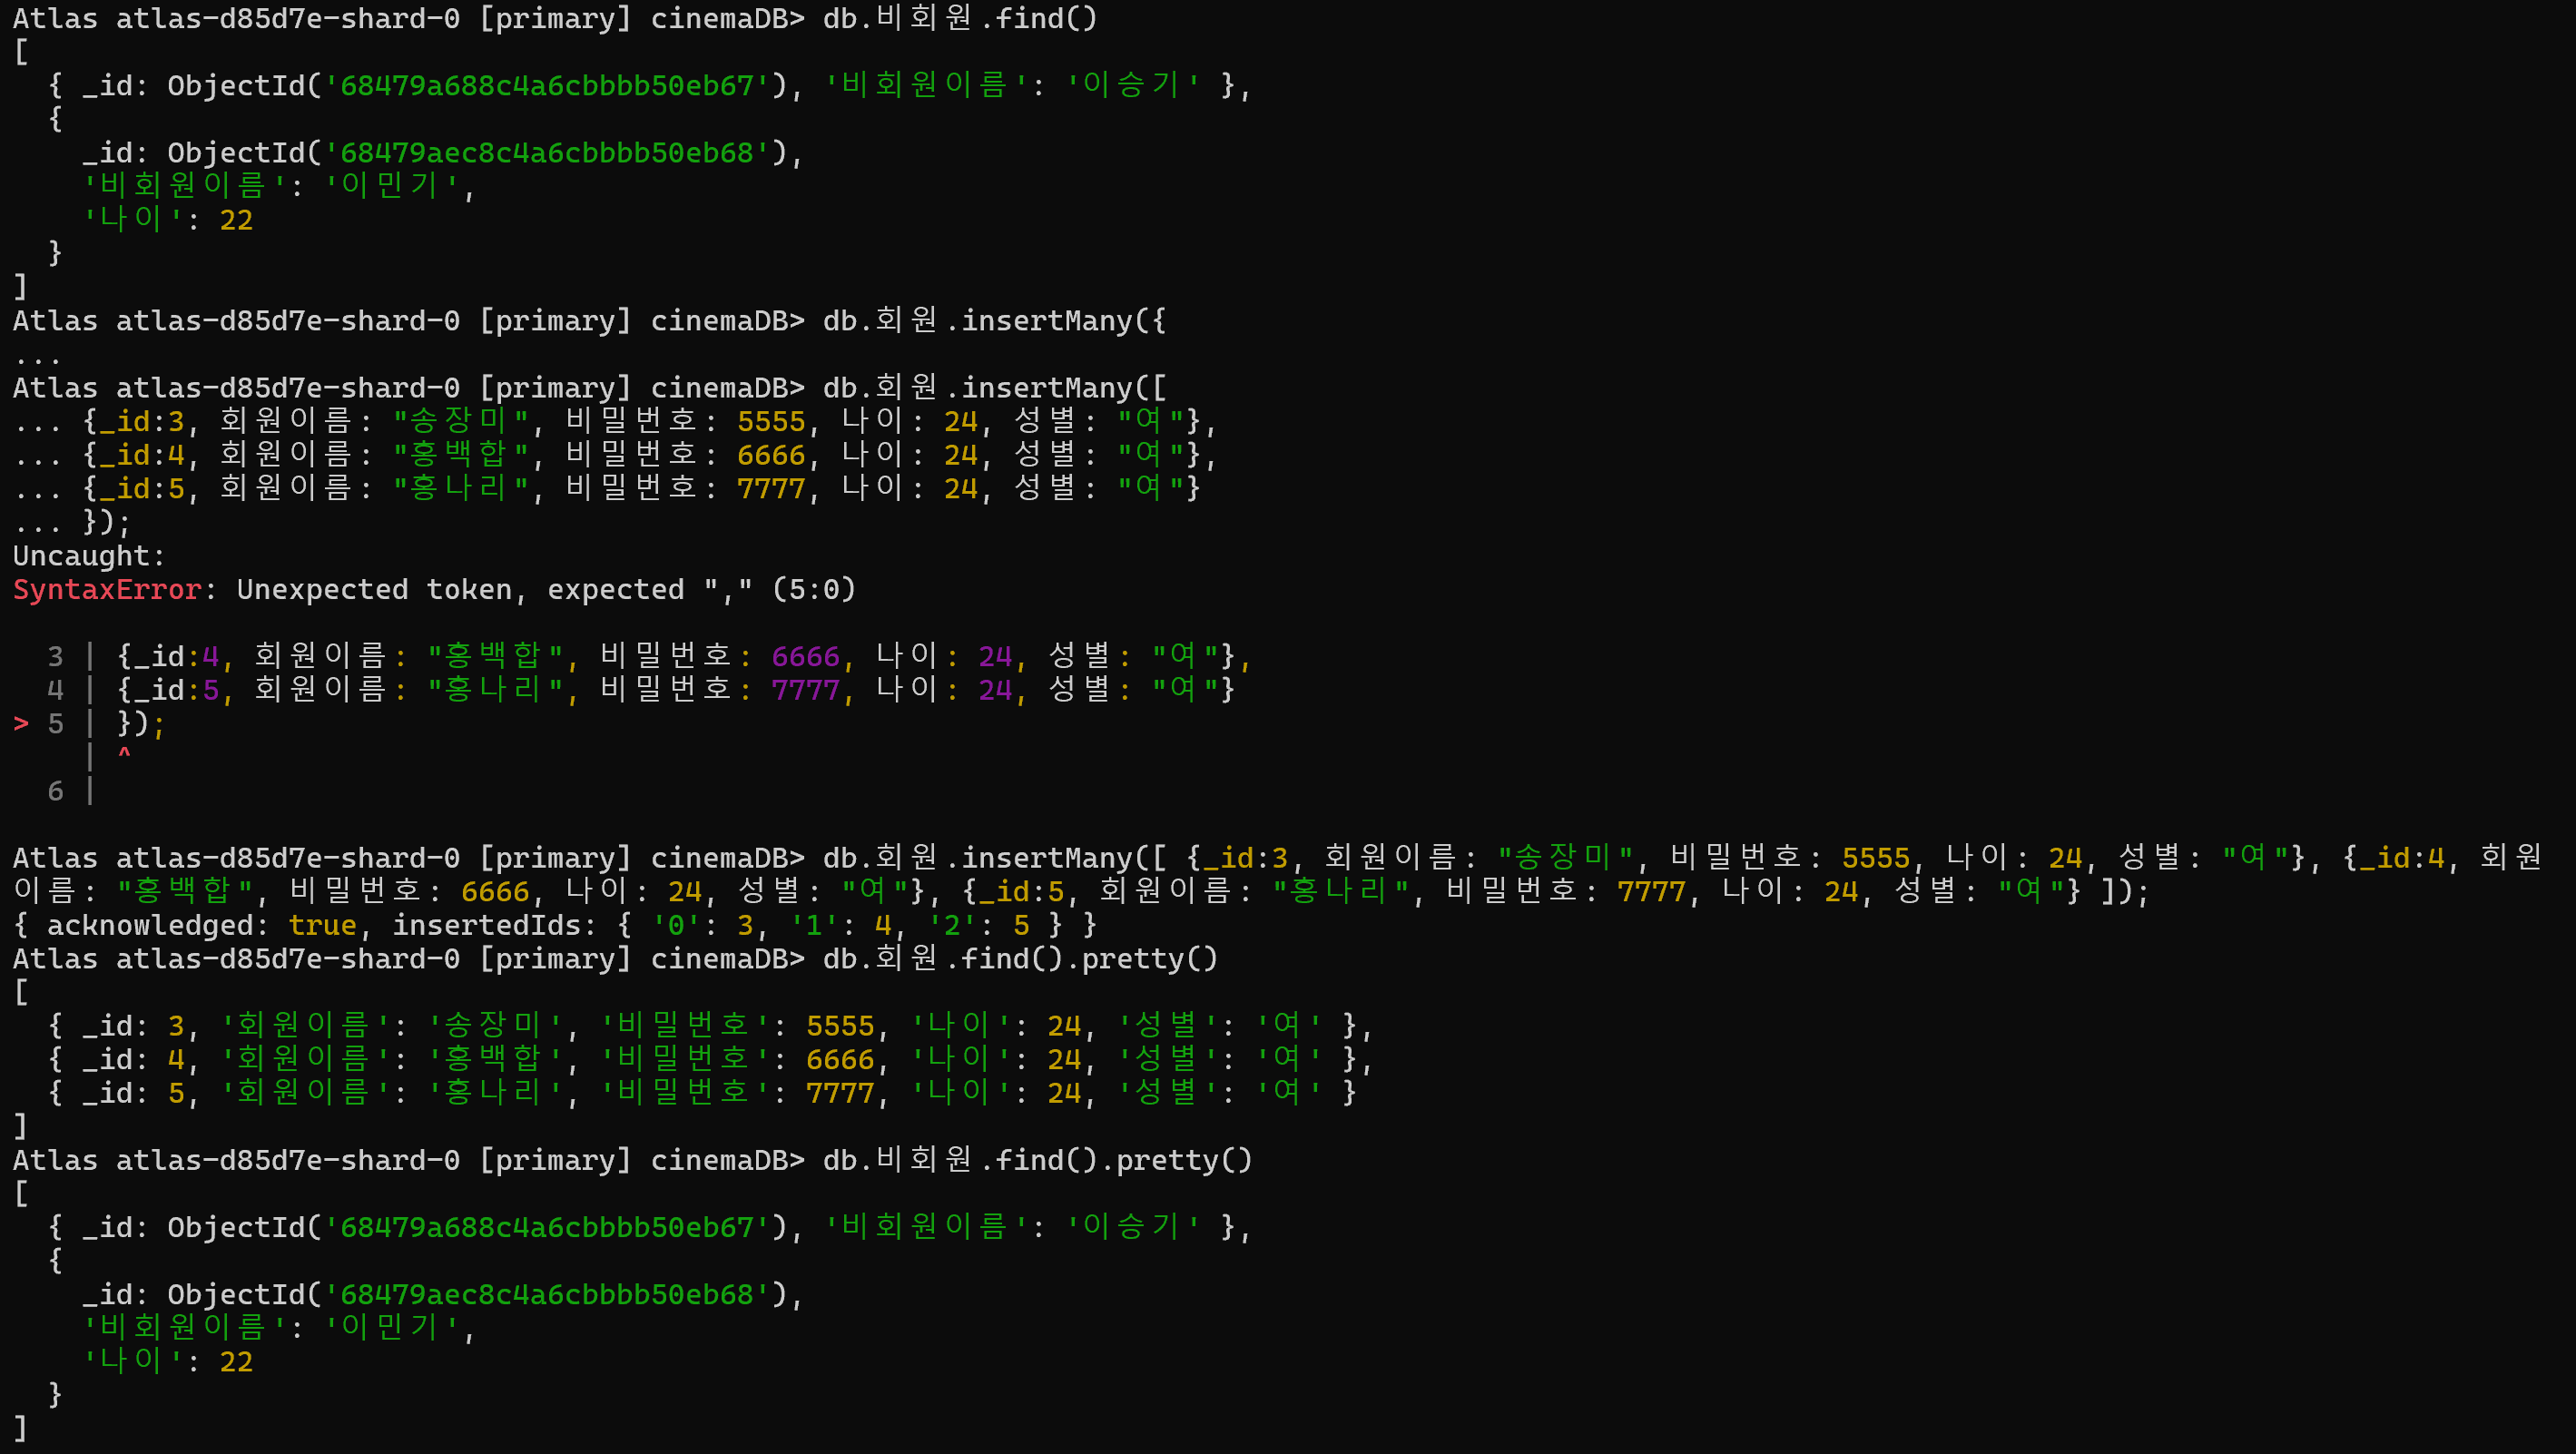 Atlas atlas-d85d7e-shard-0 [primary] cinemaDB> db.비회원.find()
[
  { _id: ObjectId('68479a688c4a6cbbbb50eb67'), '비회원이름': '이승기' },
  {
    _id: ObjectId('68479aec8c4a6cbbbb50eb68'),
    '비회원이름': '이민기',
    '나이': 22
  }
]
Atlas atlas-d85d7e-shard-0 [primary] cinemaDB> db.회원.insertMany({
...
Atlas atlas-d85d7e-shard-0 [primary] cinemaDB> db.회원.insertMany([
... {_id:3, 회원이름: "송장미", 비밀번호: 5555, 나이: 24, 성별: "여"},
... {_id:4, 회원이름: "홍백합", 비밀번호: 6666, 나이: 24, 성별: "여"},
... {_id:5, 회원이름: "홍나리", 비밀번호: 7777, 나이: 24, 성별: "여"}
... });
Uncaught:
SyntaxError: Unexpected token, expected "," (5:0)
  3 | {_id:4, 회원이름: "홍백합", 비밀번호: 6666, 나이: 24, 성별: "여"},
  4 | {_id:5, 회원이름: "홍나리", 비밀번호: 7777, 나이: 24, 성별: "여"}
> 5 | });
    | ^
  6 |
Atlas atlas-d85d7e-shard-0 [primary] cinemaDB> db.회원.insertMany([ {_id:3, 회원이름: "송장미", 비밀번호: 5555, 나이: 24, 성별: "여"}, {_id:4, 회원
이름: "홍백합", 비밀번호: 6666, 나이: 24, 성별: "여"}, {_id:5, 회원이름: "홍나리", 비밀번호: 7777, 나이: 24, 성별: "여"} ]);
{ acknowledged: true, insertedIds: { '0': 3, '1': 4, '2': 5 } }
Atlas atlas-d85d7e-shard-0 [primary] cinemaDB> db.회원.find().pretty()
[
  { _id: 3, '회원이름': '송장미', '비밀번호': 5555, '나이': 24, '성별': '여' },
  { _id: 4, '회원이름': '홍백합', '비밀번호': 6666, '나이': 24, '성별': '여' },
  { _id: 5, '회원이름': '홍나리', '비밀번호': 7777, '나이': 24, '성별': '여' }
]
Atlas atlas-d85d7e-shard-0 [primary] cinemaDB> db.비회원.find().pretty()
[
  { _id: ObjectId('68479a688c4a6cbbbb50eb67'), '비회원이름': '이승기' },
  {
    _id: ObjectId('68479aec8c4a6cbbbb50eb68'),
    '비회원이름': '이민기',
    '나이': 22
  }
]